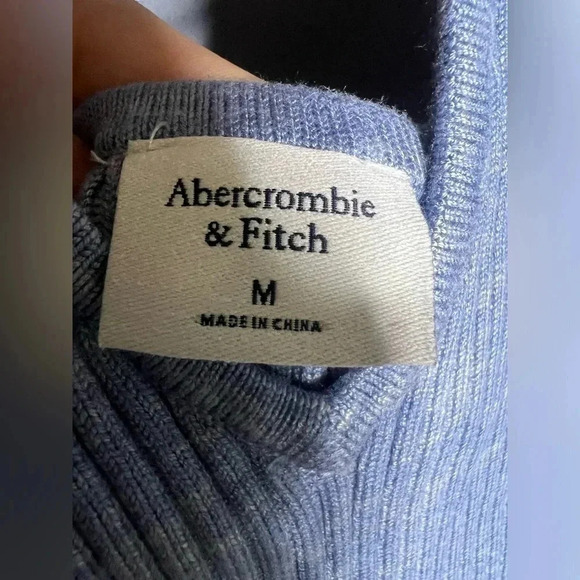 Abercrombie
& Fitch
M
MADE IN CHINA